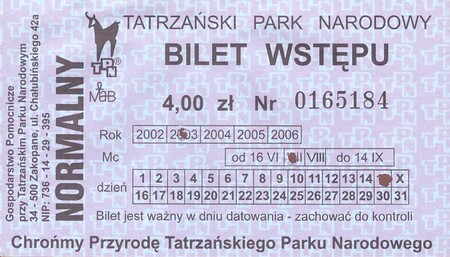 TATRZAŃSKI PARK NARODOWY
BILET WSTĘPU
TPN
MaB
4,00 zł Nr 0165184
Rok 2002 2003 2004 2005 2006
Mc od 16 VI VII VIII do 14 IX
dzień
1 2 3 4 5 6 7 8 9 10 11 12 13 14 X
16 17 18 19 20 21 22 23 24 25 26 27 28 29 30 31
Bilet jest ważny w dniu datowania - zachować do kontroli
Chrońmy Przyrodę Tatrzańskiego Parku Narodowego
Gospodarstwo Pomocnicze
przy Tatrzańskim Parku Narodowym
34 - 500 Zakopane, ul. Chałubińskiego 42a
NIP: 736 - 14 - 29 - 395
NORMALNY